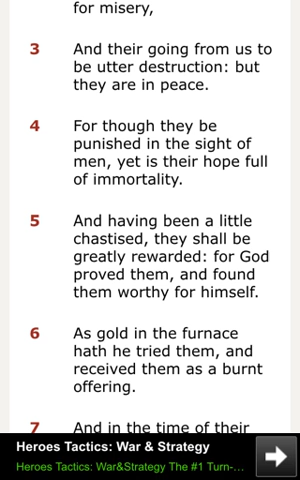 for misery,
3 And their going from us to
be utter destruction: but
they are in peace.
4 For though they be
punished in the sight of
men, yet is their hope full
of immortality.
5 And having been a little
chastised, they shall be
greatly rewarded: for God
proved them, and found
them worthy for himself.
6 As gold in the furnace
hath he tried them, and
received them as a burnt
offering.
7 And in the time of their
Heroes Tactics: War & Strategy
Heroes Tactics: War&Strategy The #1 Turn-...